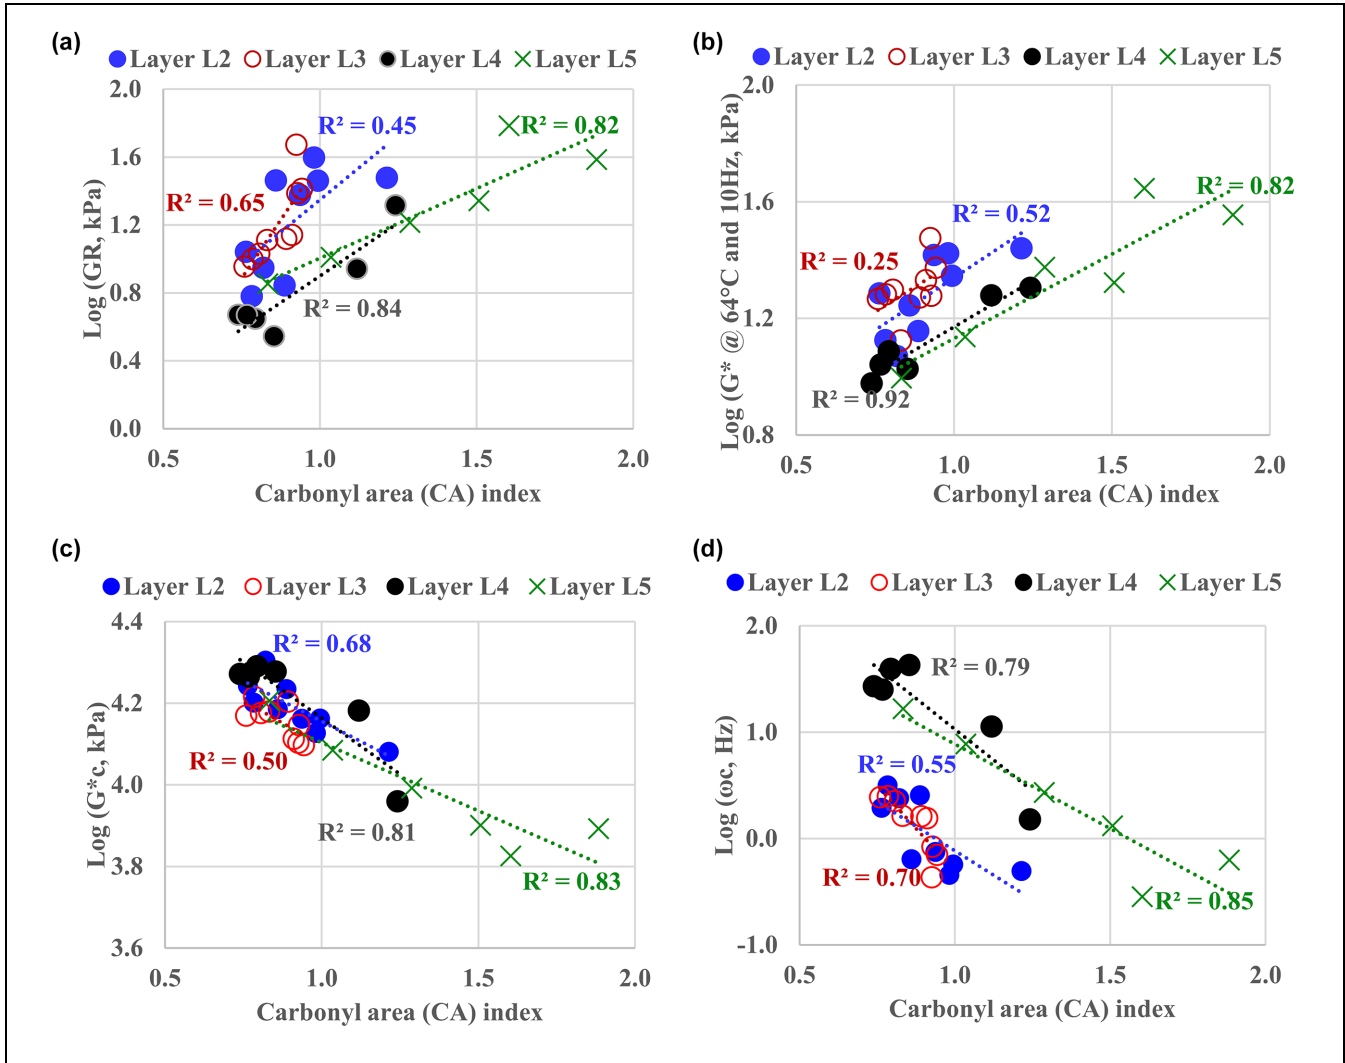 (a)
Layer L2 Layer L3 Layer L4 Layer L5
Log (GR, kPa)
2.0
1.6
1.2
0.8
0.4
0.0
R² = 0.45
R² = 0.82
R² = 0.65
R² = 0.84
0.5 1.0 1.5 2.0
Carbonyl area (CA) index
(b)
Layer L2 Layer L3 Layer L4 Layer L5
Log (G* @ 64°C and 10Hz, kPa)
2.0
1.6
1.2
0.8
R² = 0.82
R² = 0.52
R² = 0.25
R² = 0.92
0.5 1.0 1.5 2.0
Carbonyl area (CA) index
(c)
Layer L2 Layer L3 Layer L4 Layer L5
Log (G*c, kPa)
4.4
4.2
4.0
3.8
3.6
R² = 0.68
R² = 0.50
R² = 0.81
R² = 0.83
0.5 1.0 1.5 2.0
Carbonyl area (CA) index
(d)
Layer L2 Layer L3 Layer L4 Layer L5
Log (ωc, Hz)
2.0
1.0
0.0
-1.0
R² = 0.79
R² = 0.55
R² = 0.70
R² = 0.85
0.5 1.0 1.5 2.0
Carbonyl area (CA) index